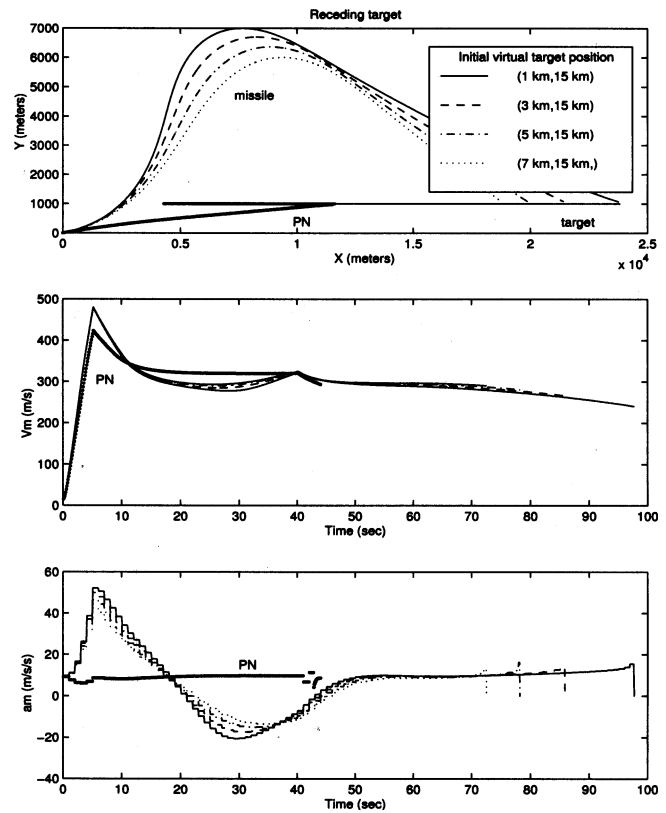 Receding target
7000
6000
5000
4000
3000
2000
1000
0
Y (meters)
missile
PN
target
Initial virtual target position
(1 km,15 km)
(3 km,15 km)
(5 km,15 km)
(7 km,15 km,)
0 0.5 1 1.5 2 2.5
X (meters)
x 10^4
500
400
300
200
100
0
Vm (m/s)
PN
0 10 20 30 40 50 60 70 80 90 100
Time (sec)
60
40
20
0
−20
−40
am (m/s/s)
PN
0 10 20 30 40 50 60 70 80 90 100
Time (sec)